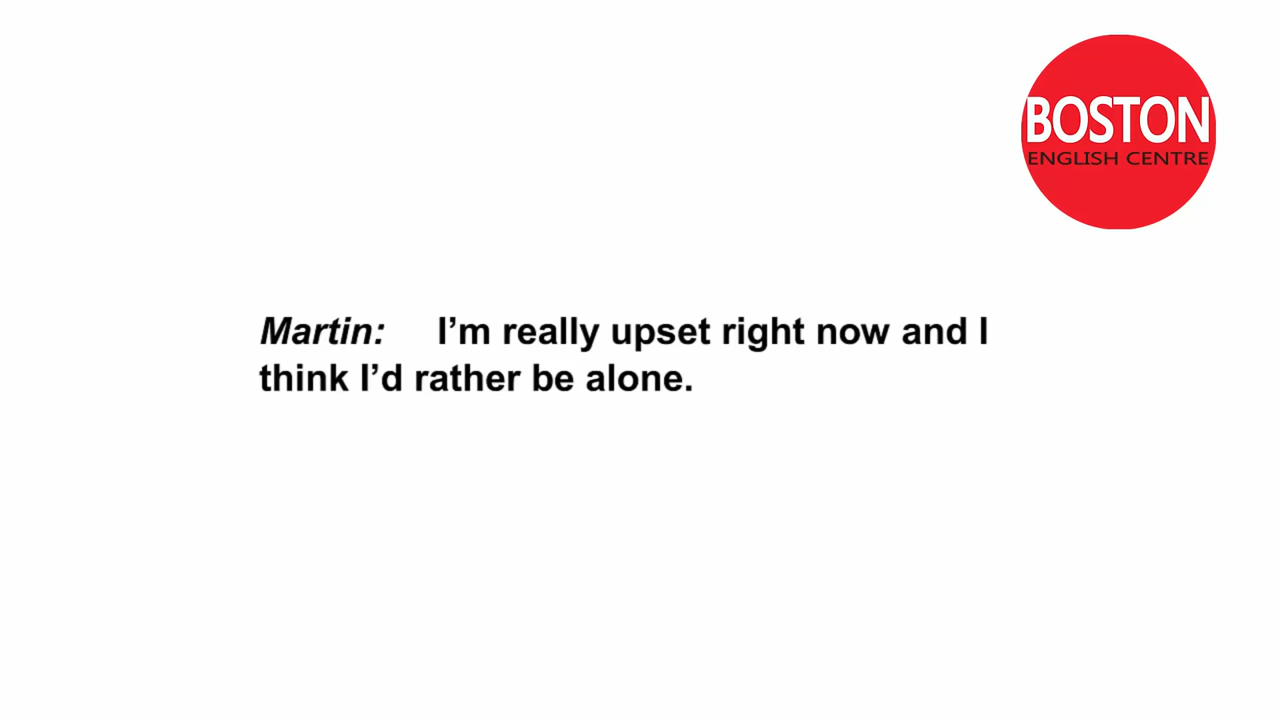 BOSTON
ENGLISH CENTRE
Martin: I’m really upset right now and I
think I’d rather be alone.